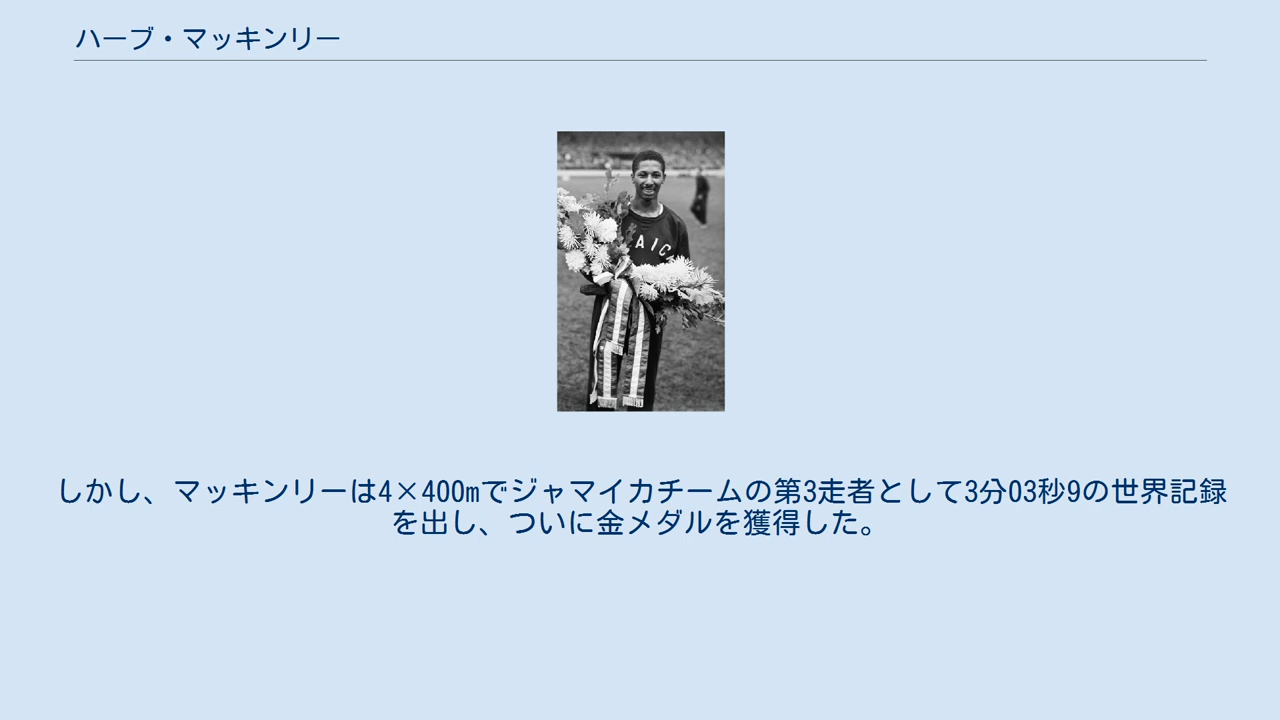 ハーブ・マッキンリー
AIC
しかし、マッキンリーは4×400mでジャマイカチームの第3走者として3分03秒9の世界記録
を出し、ついに金メダルを獲得した。